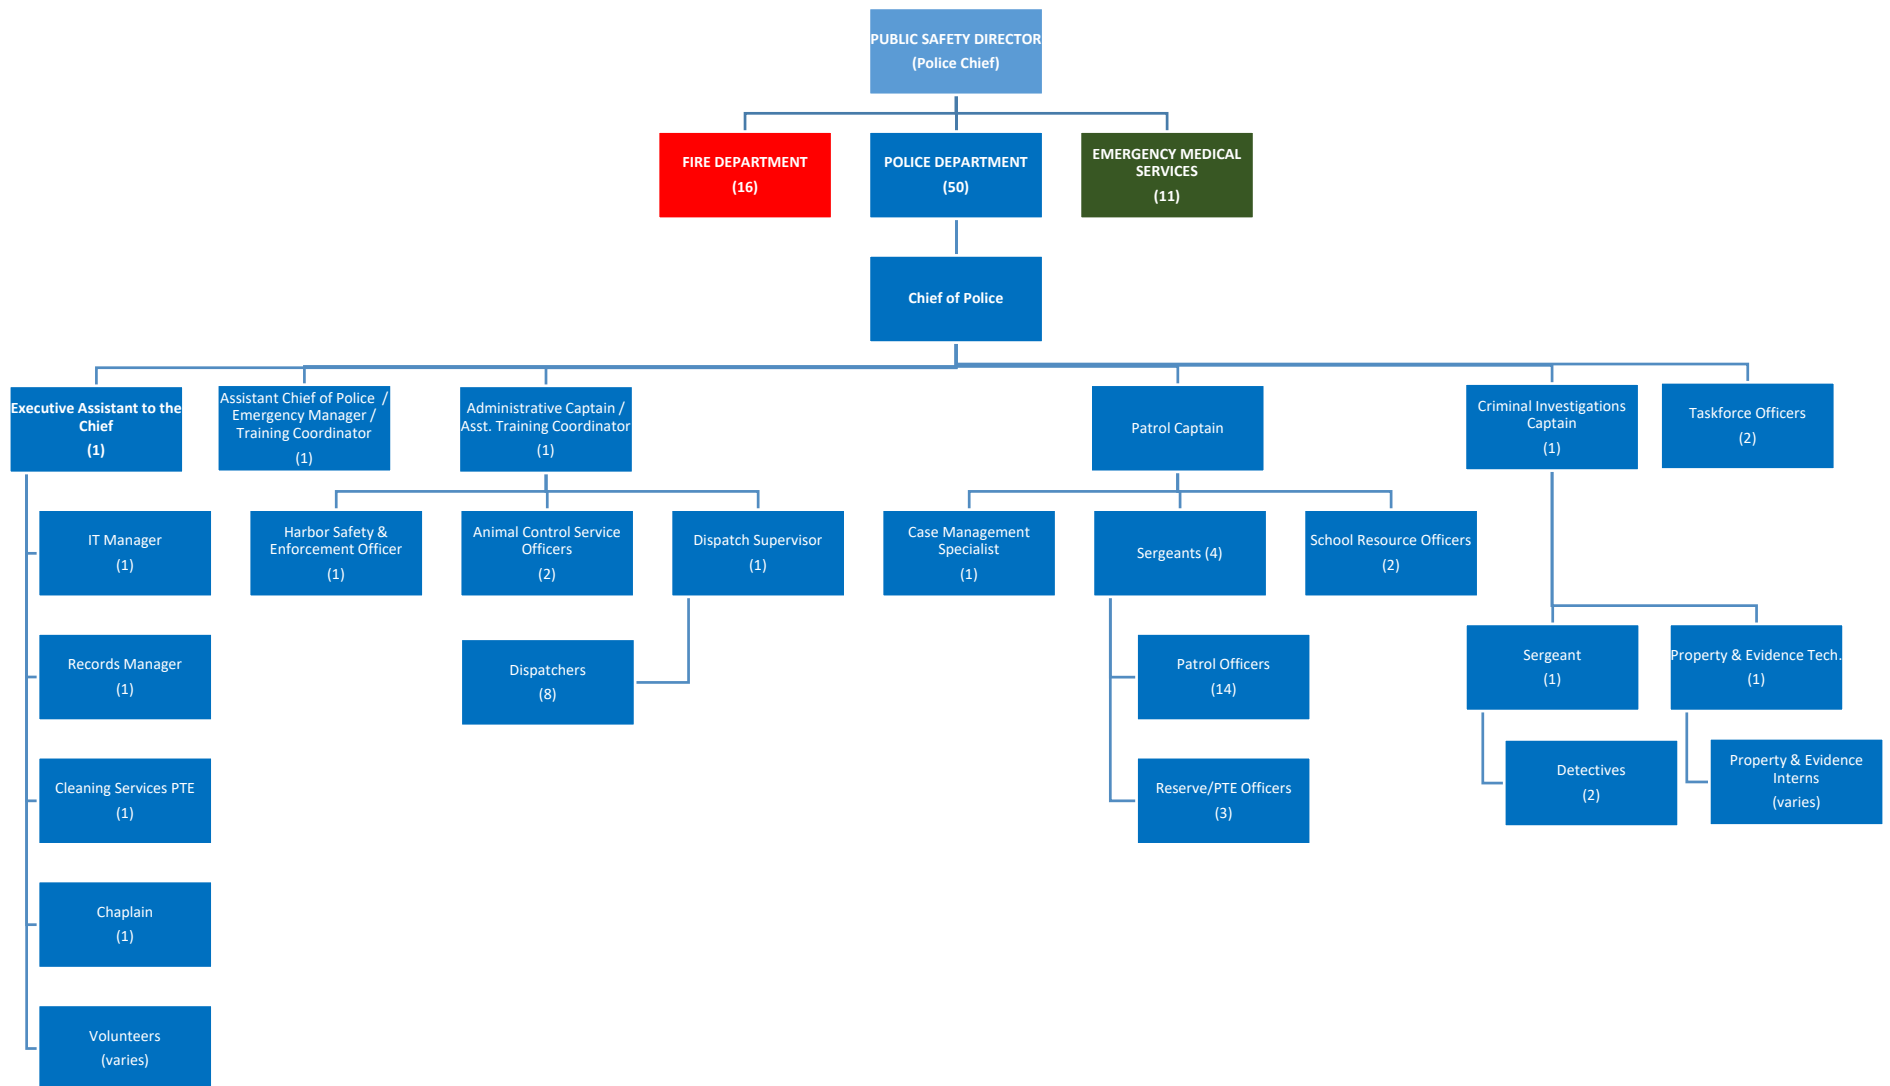 PUBLIC SAFETY DIRECTOR
(Police Chief)
FIRE DEPARTMENT
(16)
POLICE DEPARTMENT
(50)
EMERGENCY MEDICAL
SERVICES
(11)
Chief of Police
Executive Assistant to the
Chief
(1)
Assistant Chief of Police /
Emergency Manager /
Training Coordinator
(1)
Administrative Captain /
Asst. Training Coordinator
(1)
Patrol Captain
Criminal Investigations
Captain
(1)
Taskforce Officers
(2)
IT Manager
(1)
Harbor Safety &
Enforcement Officer
(1)
Animal Control Service
Officers
(2)
Dispatch Supervisor
(1)
Case Management
Specialist
(1)
Sergeants (4)
School Resource Officers
(2)
Records Manager
(1)
Dispatchers
(8)
Patrol Officers
(14)
Sergeant
(1)
Property & Evidence Tech.
(1)
Cleaning Services PTE
(1)
Reserve/PTE Officers
(3)
Detectives
(2)
Property & Evidence
Interns
(varies)
Chaplain
(1)
Volunteers
(varies)